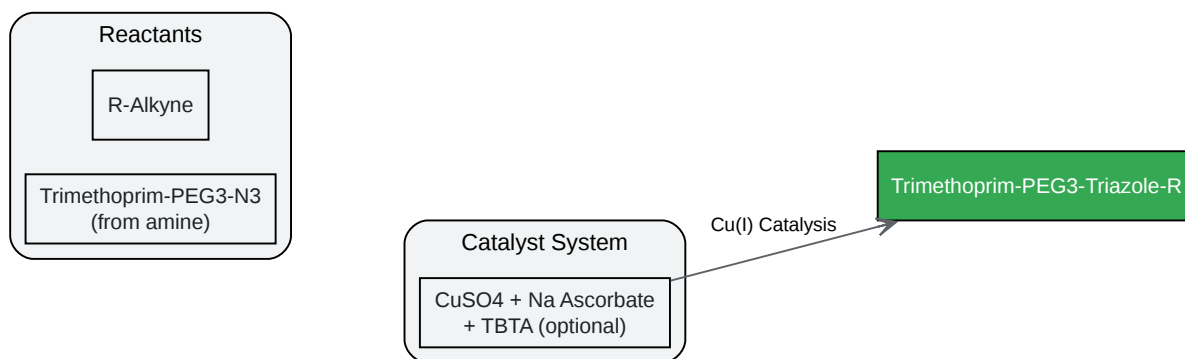 Reactants
R-Alkyne
Trimethoprim-PEG3-N3
(from amine)
Catalyst System
CuSO4 + Na Ascorbate
+ TBTA (optional)
Cu(I) Catalysis
Trimethoprim-PEG3-Triazole-R